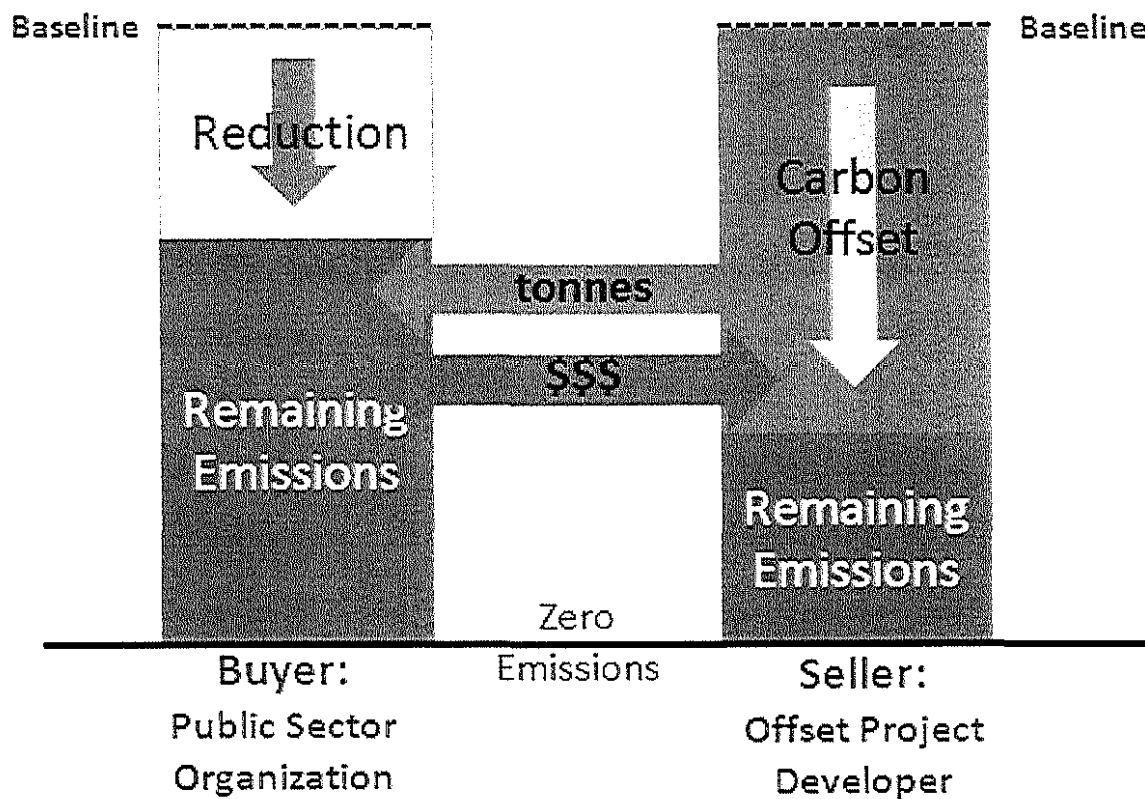 Baseline
Baseline
Reduction
Carbon
Offset
tonnes
$$$
Remaining
Emissions
Remaining
Emissions
Zero
Emissions
Buyer:
Public Sector
Organization
Seller:
Offset Project
Developer